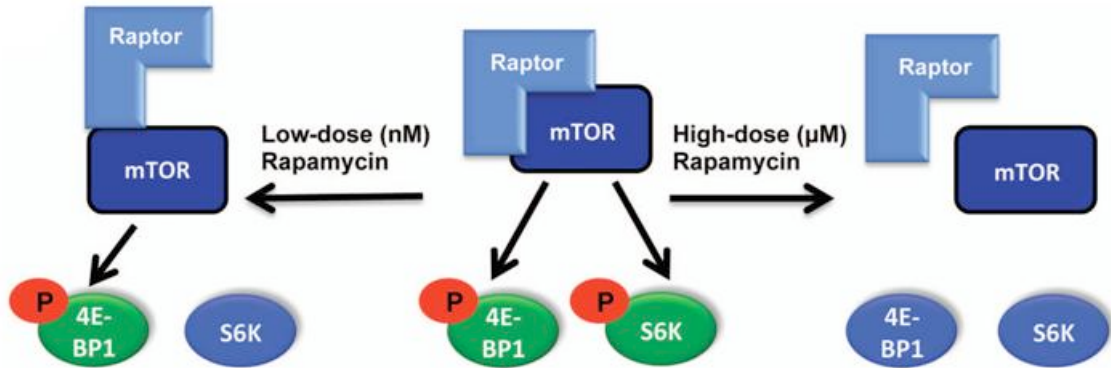 Raptor
mTOR
P
4E-
BP1
S6K
Low-dose (nM)
Rapamycin
Raptor
mTOR
P
4E-
BP1
P
S6K
High-dose (µM)
Rapamycin
Raptor
mTOR
4E-
BP1
S6K